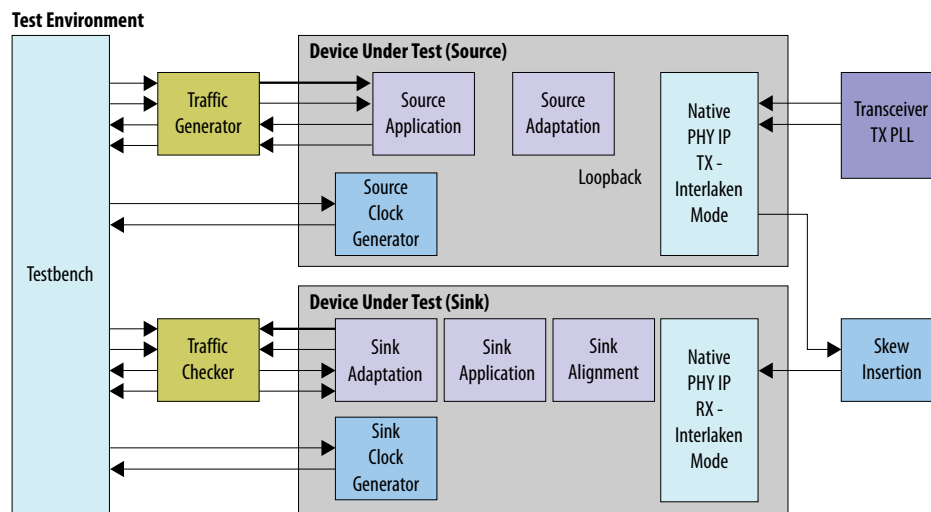 Test Environment
Device Under Test (Source)
Traffic
Generator
Source
Application
Source
Adaptation
Native
PHY IP
TX -
Interlaken
Mode
Transceiver
TX PLL
Loopback
Source
Clock
Generator
Testbench
Device Under Test (Sink)
Traffic
Checker
Sink
Adaptation
Sink
Application
Sink
Alignment
Native
PHY IP
RX -
Interlaken
Mode
Skew
Insertion
Sink
Clock
Generator